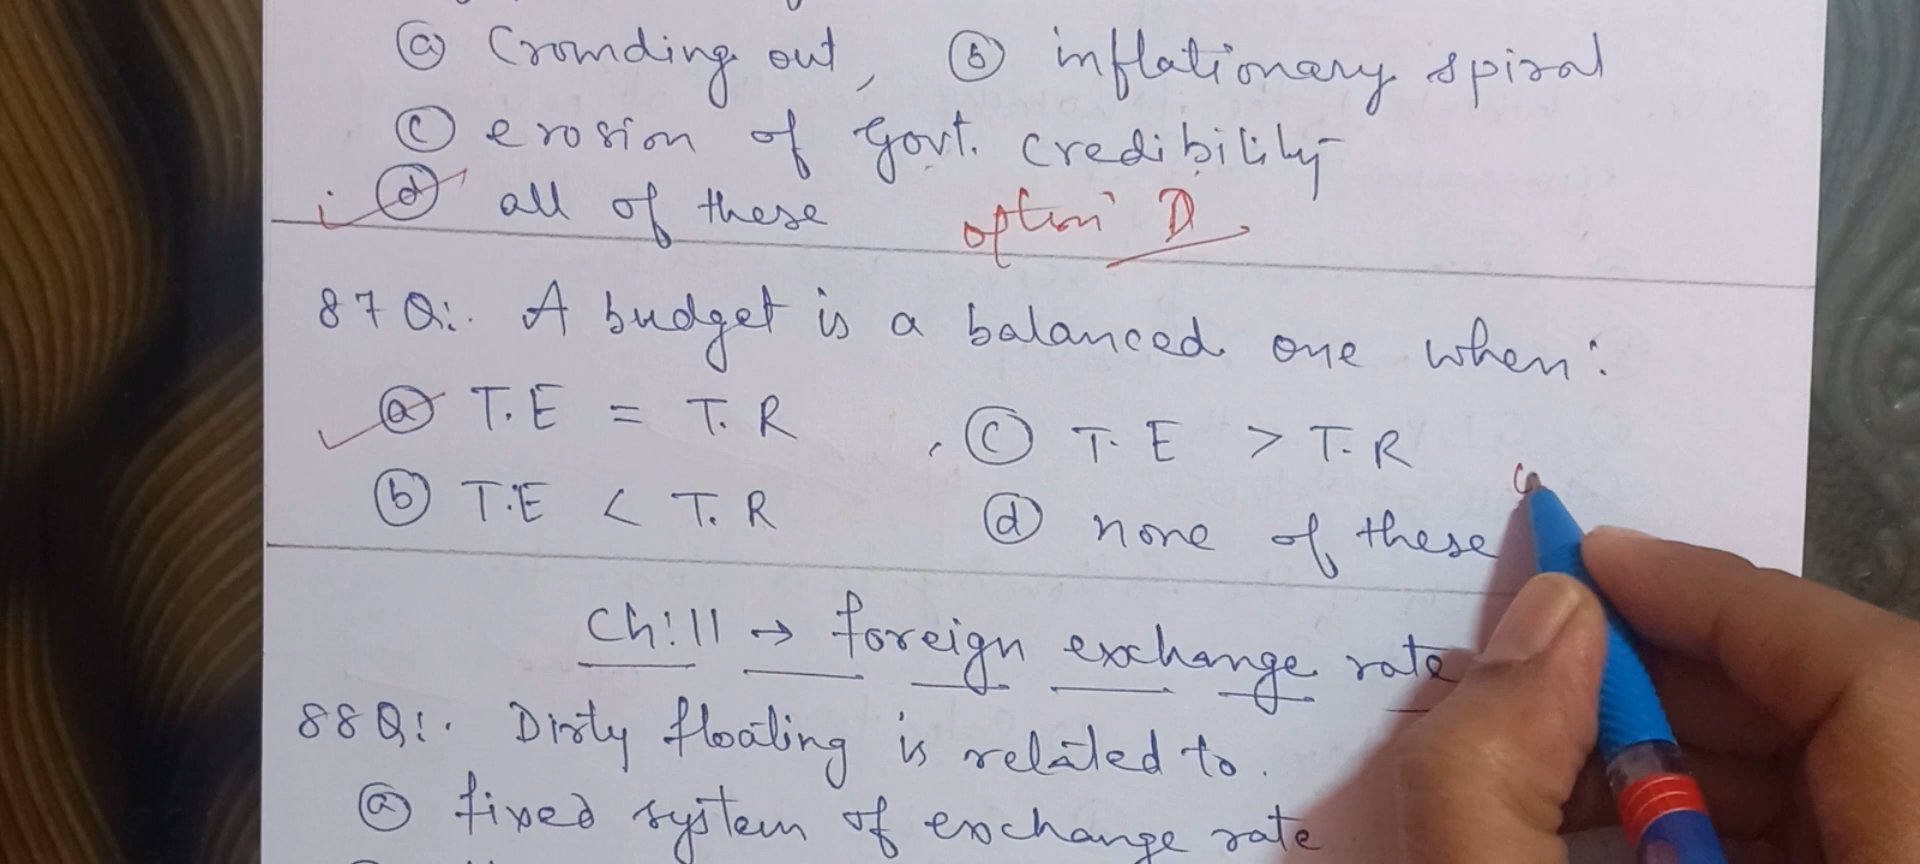 ⓐ Crowding out, ⓑ inflationary spiral
ⓒ erosion of Govt. credibility
ⓓ all of these option D
87 Q:. A budget is a balanced one when:
ⓐ T.E = T.R ⓒ T.E > T.R
ⓑ T.E < T.R ⓓ none of these
Ch:11 → foreign exchange rate
88Q:. Dirty floating is related to.
ⓐ fixed system of exchange rate